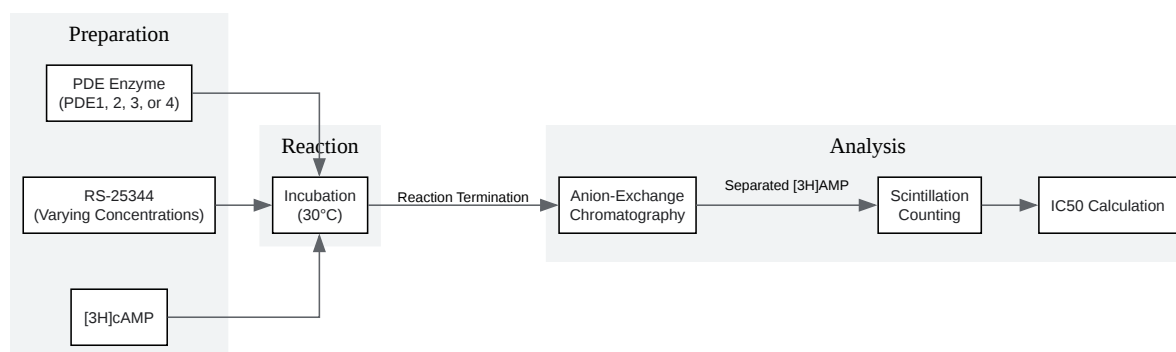 Preparation
PDE Enzyme
(PDE1, 2, 3, or 4)
RS-25344
(Varying Concentrations)
[3H]cAMP
Reaction
Incubation
(30°C)
Reaction Termination
Analysis
Anion-Exchange
Chromatography
Separated [3H]AMP
Scintillation
Counting
IC50 Calculation